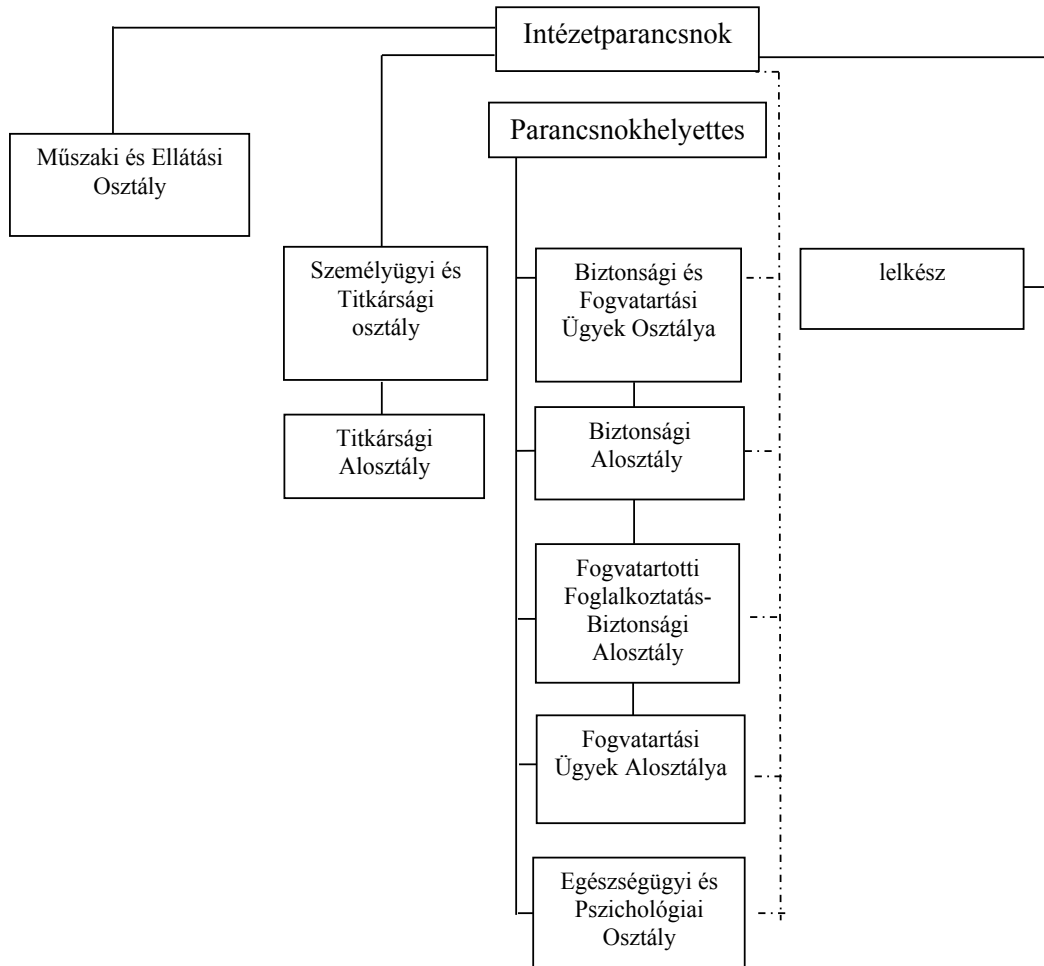 Intézetparancsnok
Parancsnokhelyettes
Műszaki és Ellátási
Osztály
Személyügyi és
Titkársági
osztály
Titkársági
Alosztály
Biztonsági és
Fogvatartási
Ügyek Osztálya
lelkész
Biztonsági
Alosztály
Fogvatartotti
Foglalkoztatás-
Biztonsági
Alosztály
Fogvatartási
Ügyek Alosztálya
Egészségügyi és
Pszichológiai
Osztály